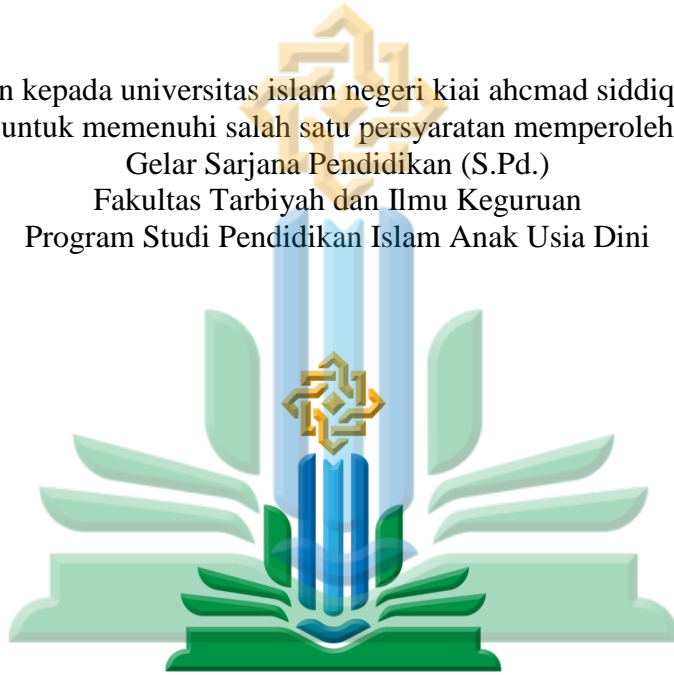 n kepada universitas islam negeri kiai ahcmad siddiq
untuk memenuhi salah satu persyaratan memperoleh
Gelar Sarjana Pendidikan (S.Pd.)
Fakultas Tarbiyah dan Ilmu Keguruan
Program Studi Pendidikan Islam Anak Usia Dini